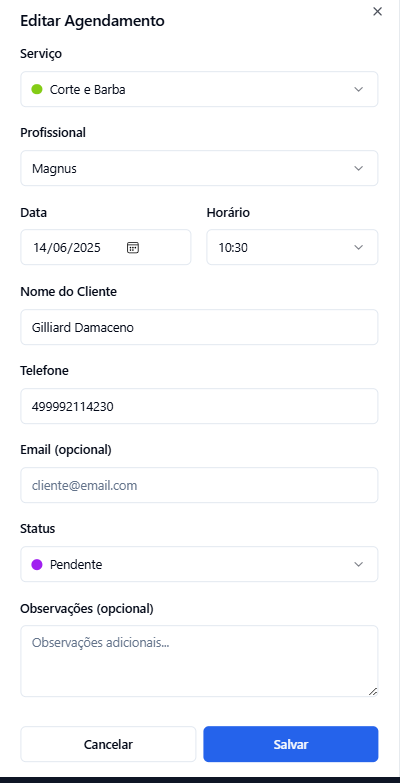 Editar Agendamento
Serviço
Corte e Barba
Profissional
Magnus
Data
Horário
14/06/2025
10:30
Nome do Cliente
Gilliard Damaceno
Telefone
499992114230
Email (opcional)
cliente@email.com
Status
Pendente
Observações (opcional)
Observações adicionais...
Cancelar
Salvar